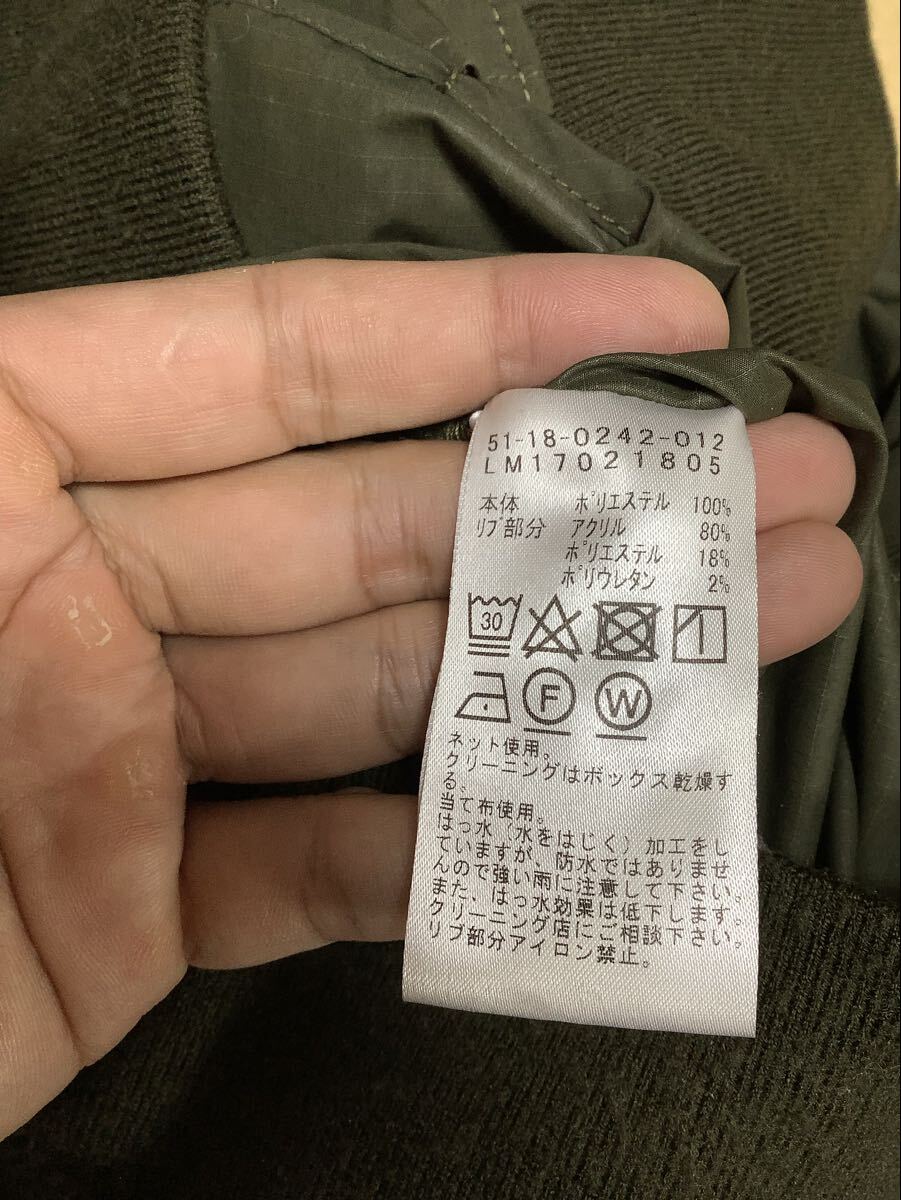 51-18-0242-012
LM17021805
本体 ポリエステル 100%
リブ部分 アクリル 80%
ポリエステル 18%
ポリウレタン 2%
30
F W
ネット使用。
クリーニングはボックス乾燥す
る。
当て布使用。
はっ水（水をはじく）加工をし
ていますが、防水ではありませ
んので強い雨に注意して下さい。
また、はっ水効果は低下します。
クリーニング店にご相談下さい。
リブ部分アイロン禁止。